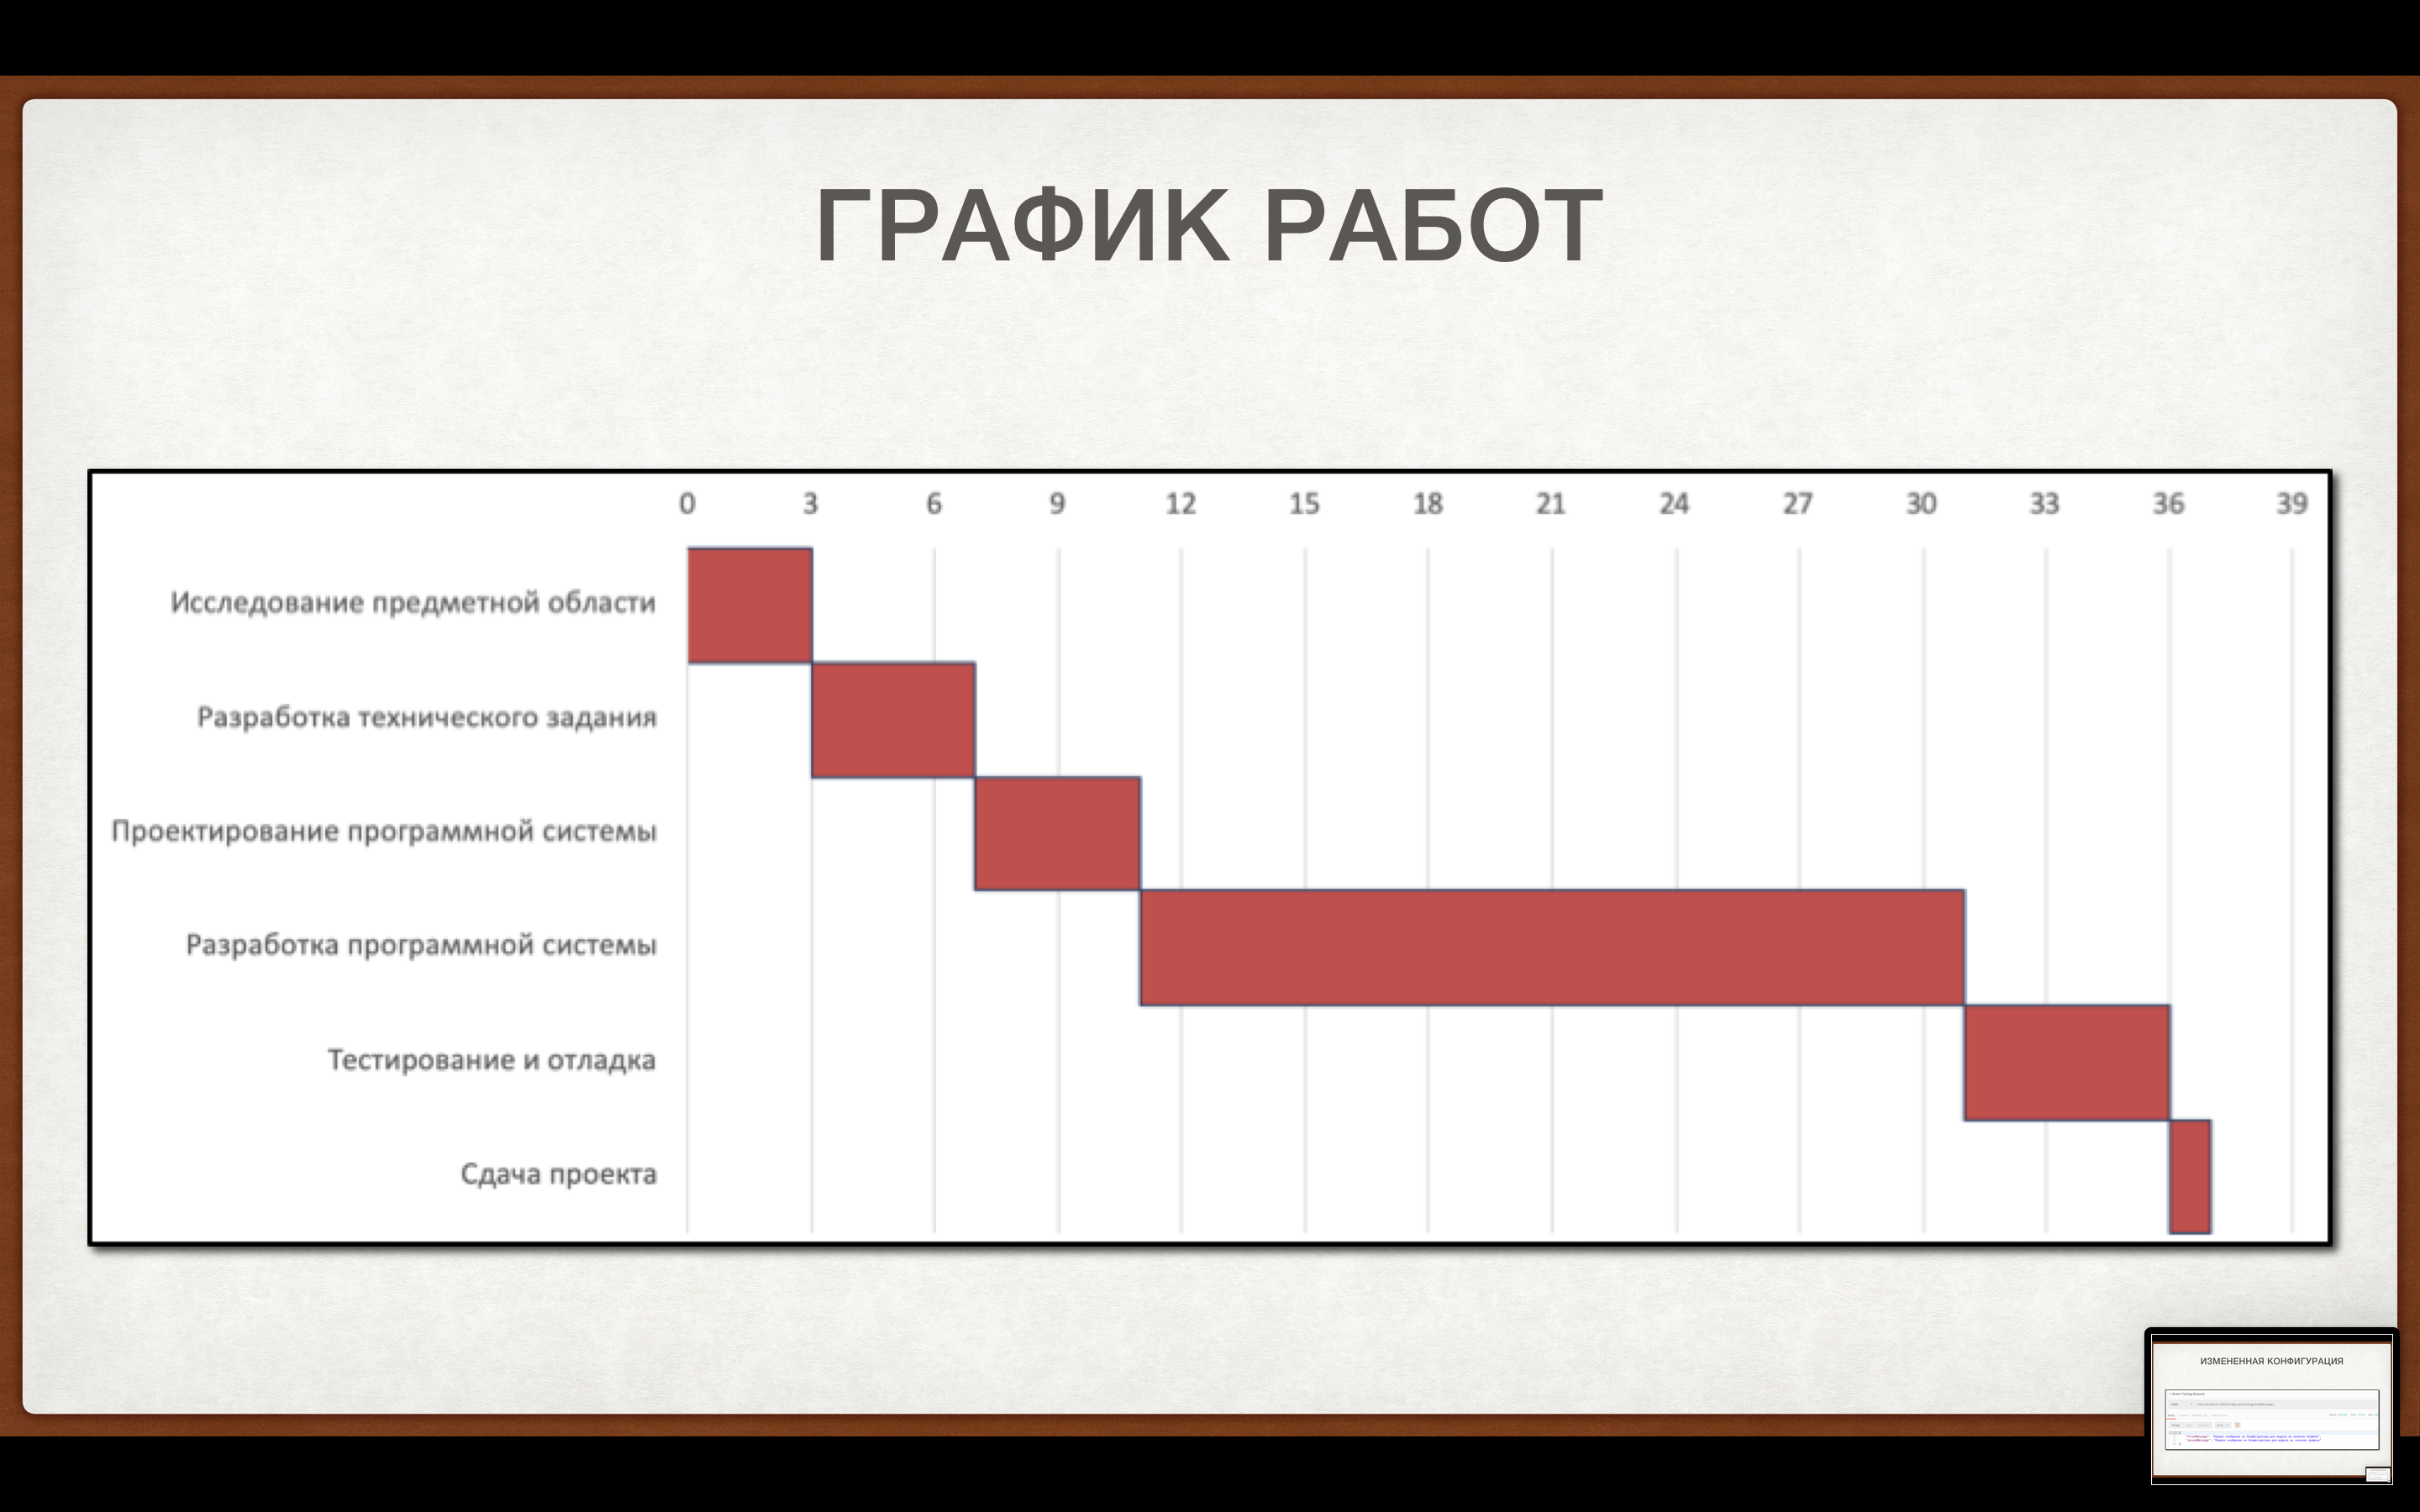 ГРАФИК РАБОТ
0 3 6 9 12 15 18 21 24 27 30 33 36 39
Исследование предметной области
Разработка технического задания
Проектирование программной системы
Разработка программной системы
Тестирование и отладка
Сдача проекта
ИЗМЕНЕННАЯ КОНФИГУРАЦИЯ